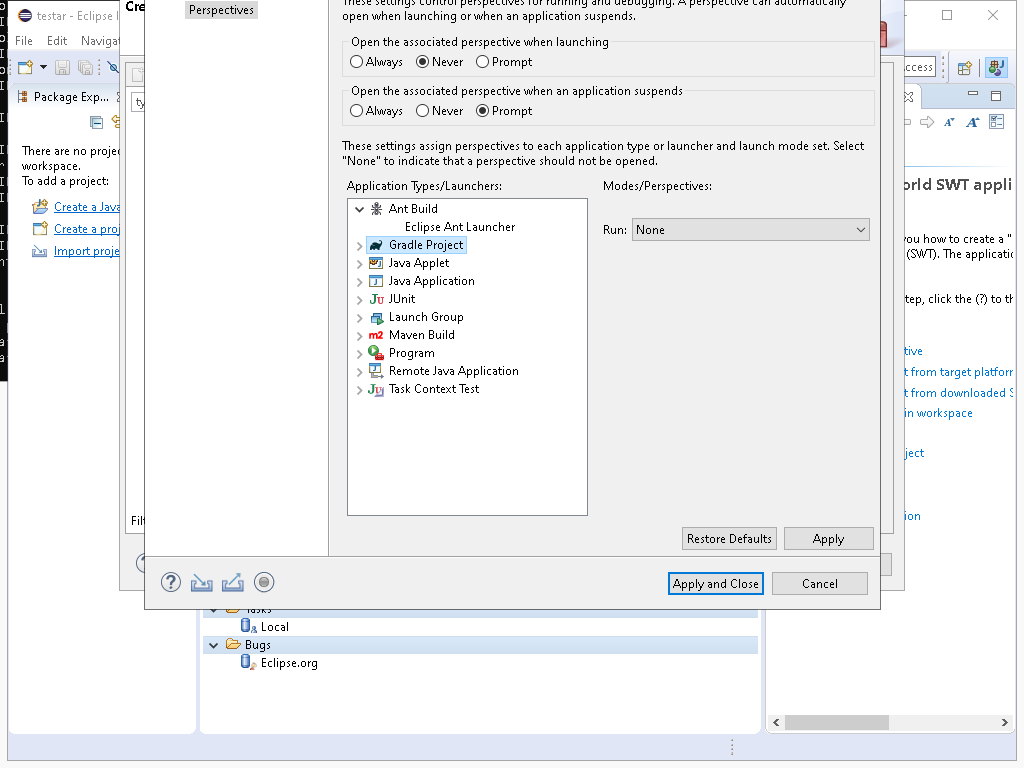 testar - Eclipse I
Cre
Perspectives
These settings control perspectives for running and debugging. A perspective can automatically
open when launching or when an application suspends.
File Edit Navigat
Open the associated perspective when launching
Always Never Prompt
ccess
Open the associated perspective when an application suspends
Package Exp...
ty
Always Never Prompt
There are no proje
workspace.
To add a project:
Create a Java
Create a proj
Import proje
These settings assign perspectives to each application type or launcher and launch mode set. Select
"None" to indicate that a perspective should not be opened.
Application Types/Launchers:
Modes/Perspectives:
Ant Build
Eclipse Ant Launcher
Gradle Project
Java Applet
Java Application
JUnit
Launch Group
Maven Build
Program
Remote Java Application
Task Context Test
Run: None
orld SWT appli
you how to create a "
(SWT). The applicatio
tep, click the (?) to th
tive
t from target platform
t from downloaded S
in workspace
ject
ion
Filt
Restore Defaults Apply
Apply and Close Cancel
Tasks
Local
Bugs
Eclipse.org